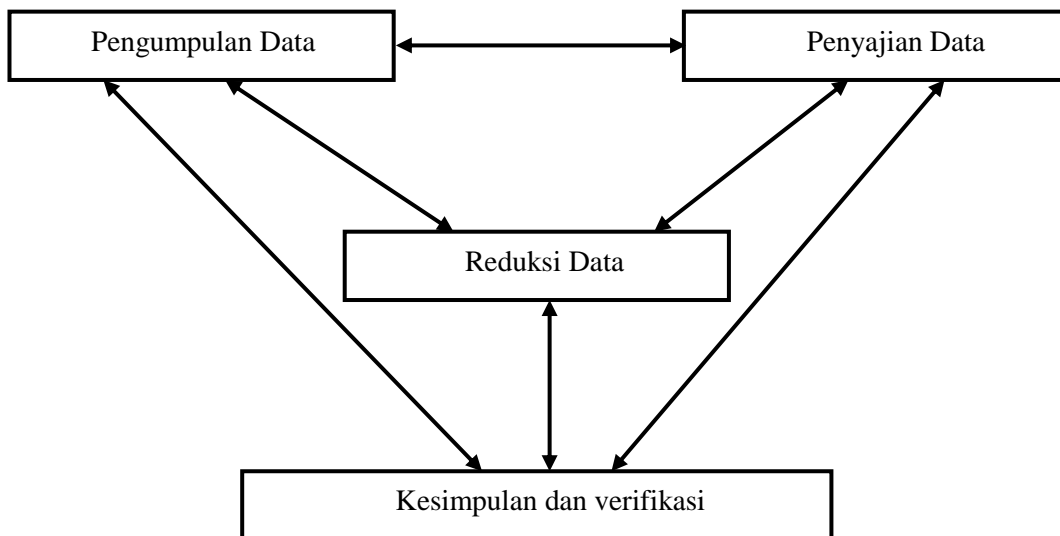 Pengumpulan Data
Penyajian Data
Reduksi Data
Kesimpulan dan verifikasi